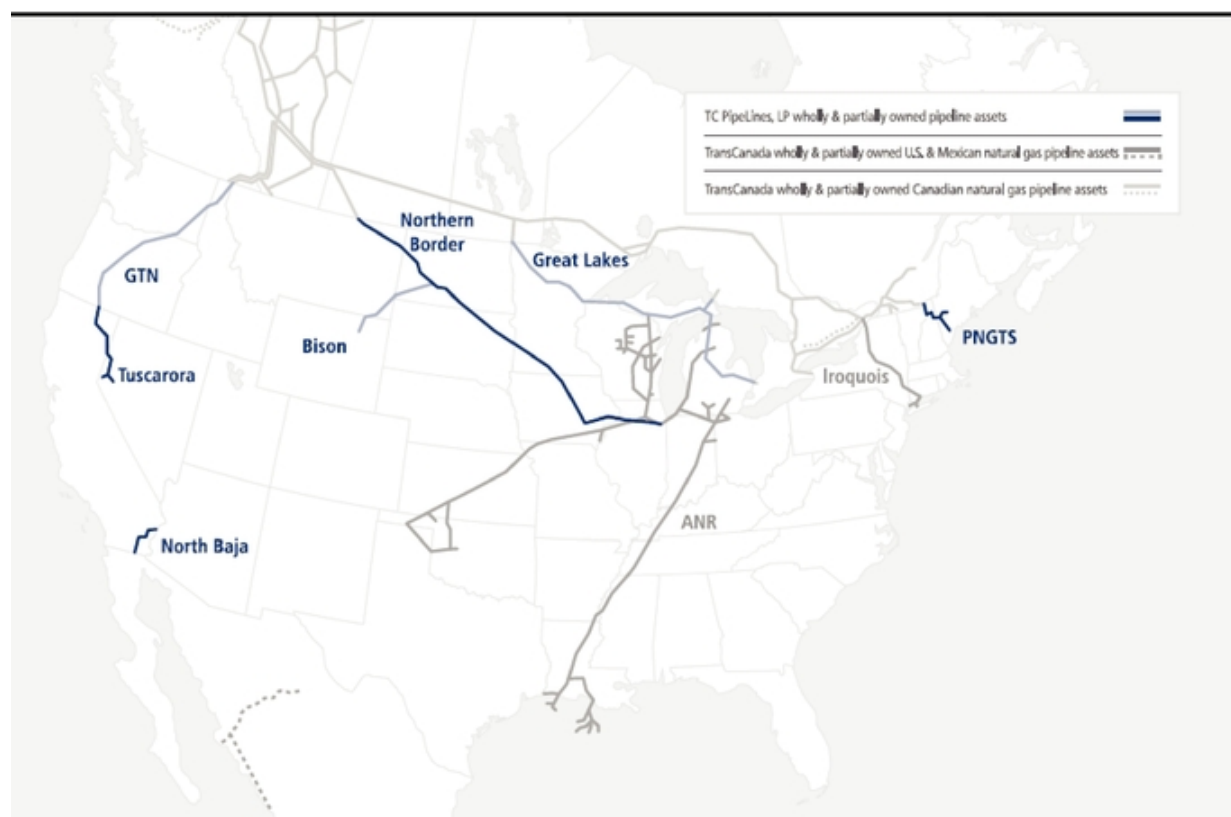 TC PipeLines, LP wholly & partially owned pipeline assets
TransCanada wholly & partially owned U.S. & Mexican natural gas pipeline assets
TransCanada wholly & partially owned Canadian natural gas pipeline assets
Northern
Border
Great Lakes
GTN
Bison
PNGTS
Tuscarora
Iroquois
ANR
North Baja